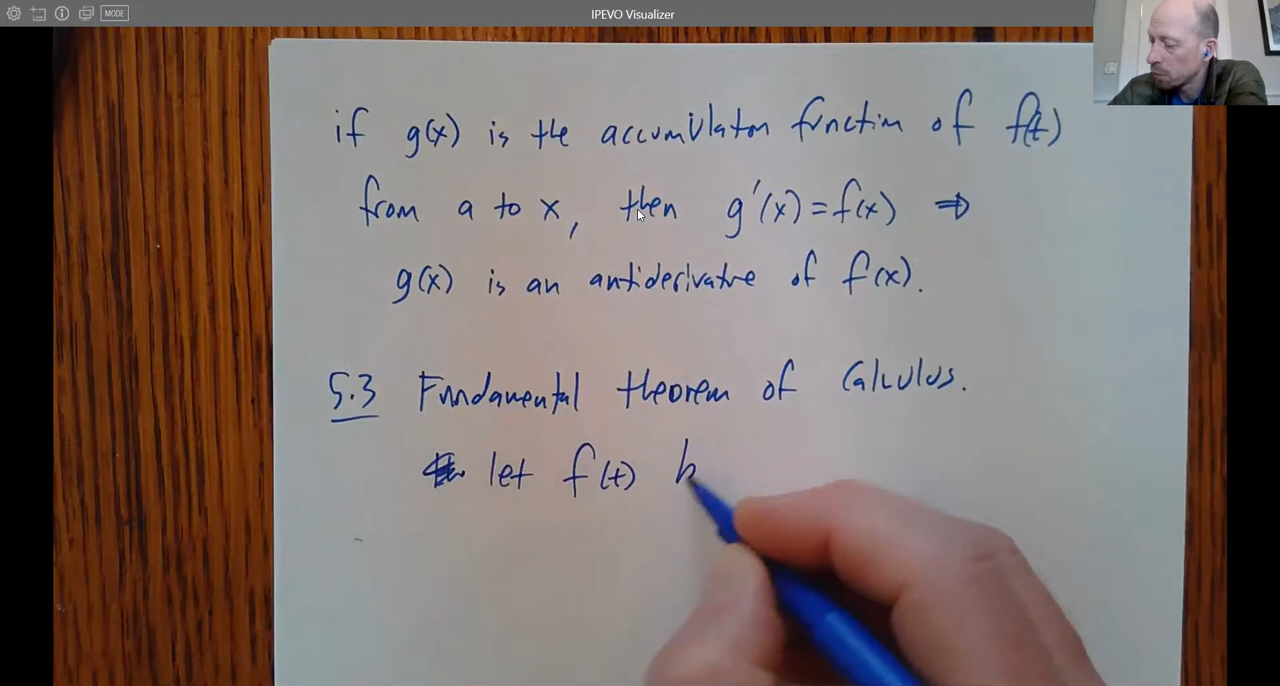 MODE
IPEVO Visualizer
if g(x) is the accumulator function of f(t)
from a to x, then g'(x) = f(x) ⇒
g(x) is an antiderivative of f(x).
5.3 Fundamental theorem of Calculus.
let f(t) b